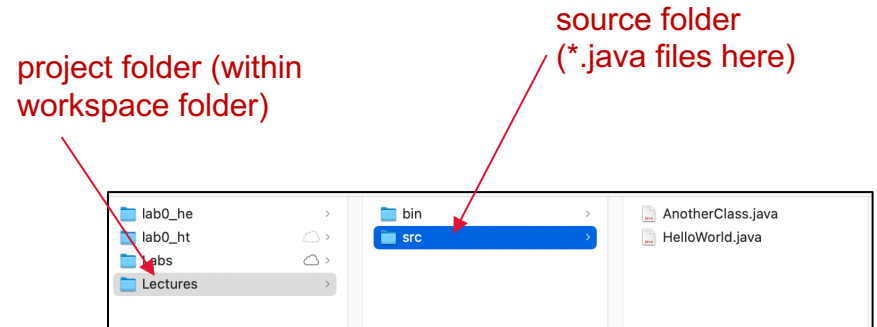 source folder
(*.java files here)
project folder (within
workspace folder)
lab0_he
lab0_ht
Labs
Lectures
bin
src
AnotherClass.java
HelloWorld.java